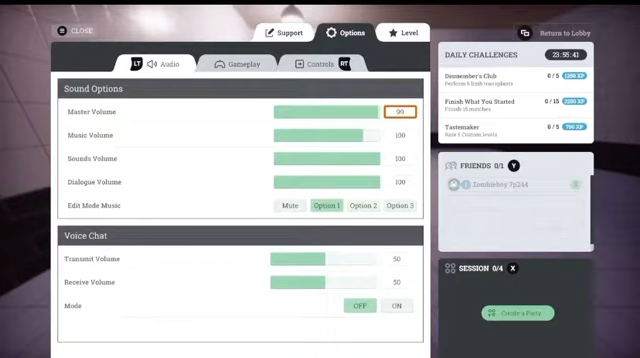 CLOSE
Support
Options
Level
Return to Lobby
LT
Audio
Gameplay
Controls
RT
Sound Options
Master Volume
99
Music Volume
100
Sounds Volume
100
Dialogue Volume
100
Edit Mode Music
Mute
Option 1
Option 2
Option 3
Voice Chat
Transmit Volume
50
Receive Volume
50
Mode
OFF
ON
DAILY CHALLENGES
23:55:41
Dismember's Club
0 / 5
Finish What You Started
0 / 15
2200 XP
Finish 15 matches
Tastemaker
0 / 5
750 XP
Rate 5 Custom levels
FRIENDS 0/1
Y
SESSION 0/4
X
Create a Party